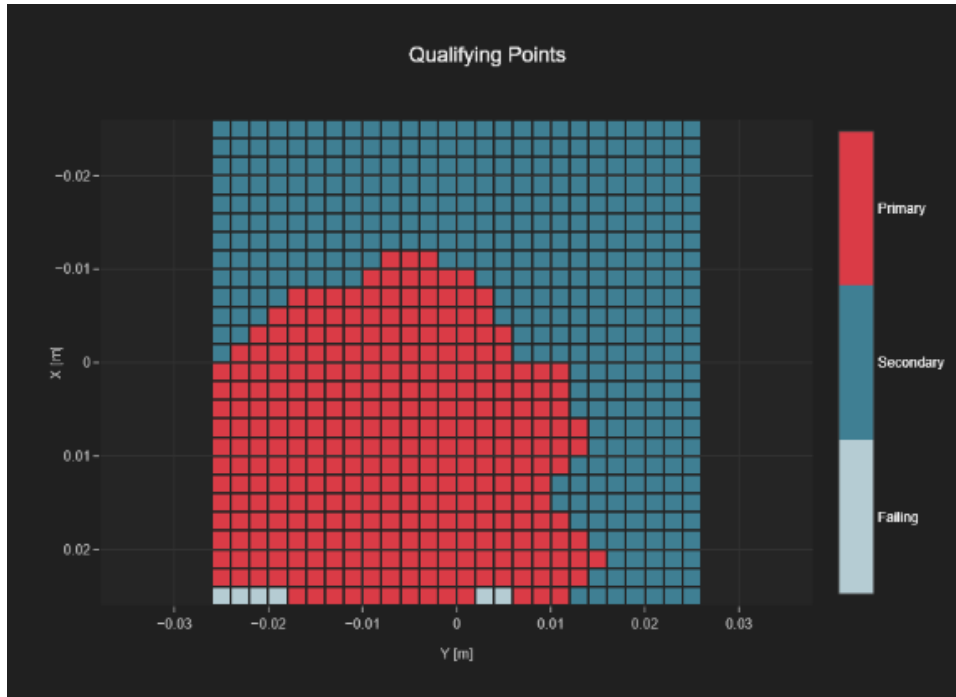 Qualifying Points
−0.02
−0.01
0
0.01
0.02
X [m]
−0.03
−0.02
−0.01
0
0.01
0.02
0.03
Y [m]
Primary
Secondary
Failing